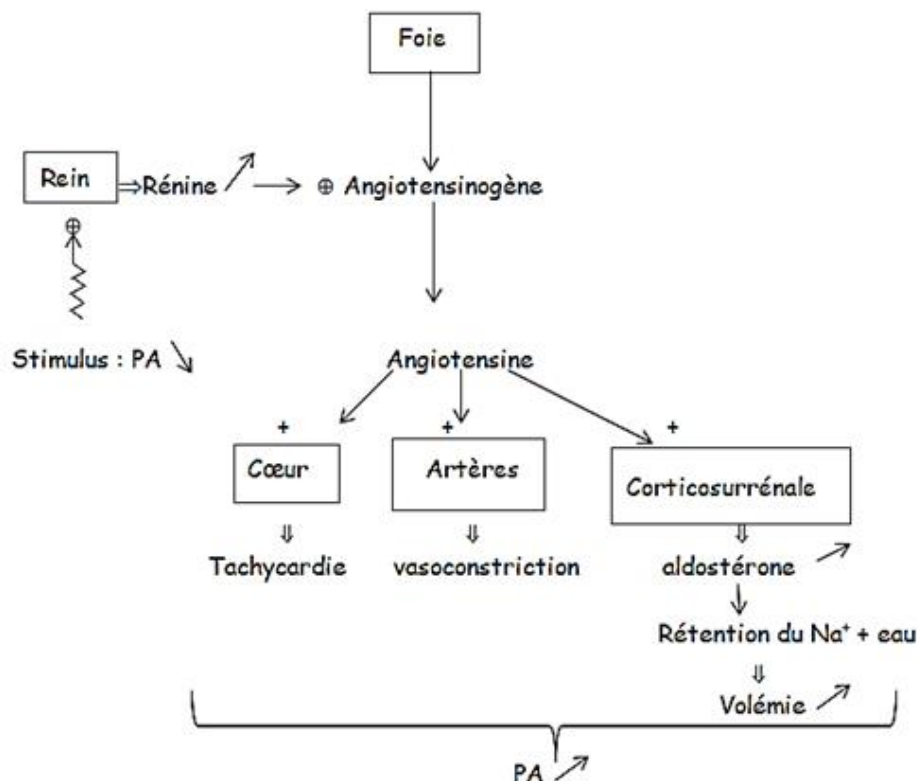 Foie
Rein ⇒Rénine ↗ → ⊕ Angiotensinogène
⊕
Stimulus : PA ↘
Angiotensine
+ + +
Cœur
Artères
Corticosurrénale
⇓ ⇓ ⇓
Tachycardie
vasoconstriction
aldostérone ↗
Rétention du Na⁺ + eau
⇓
Volémie ↗
PA ↗